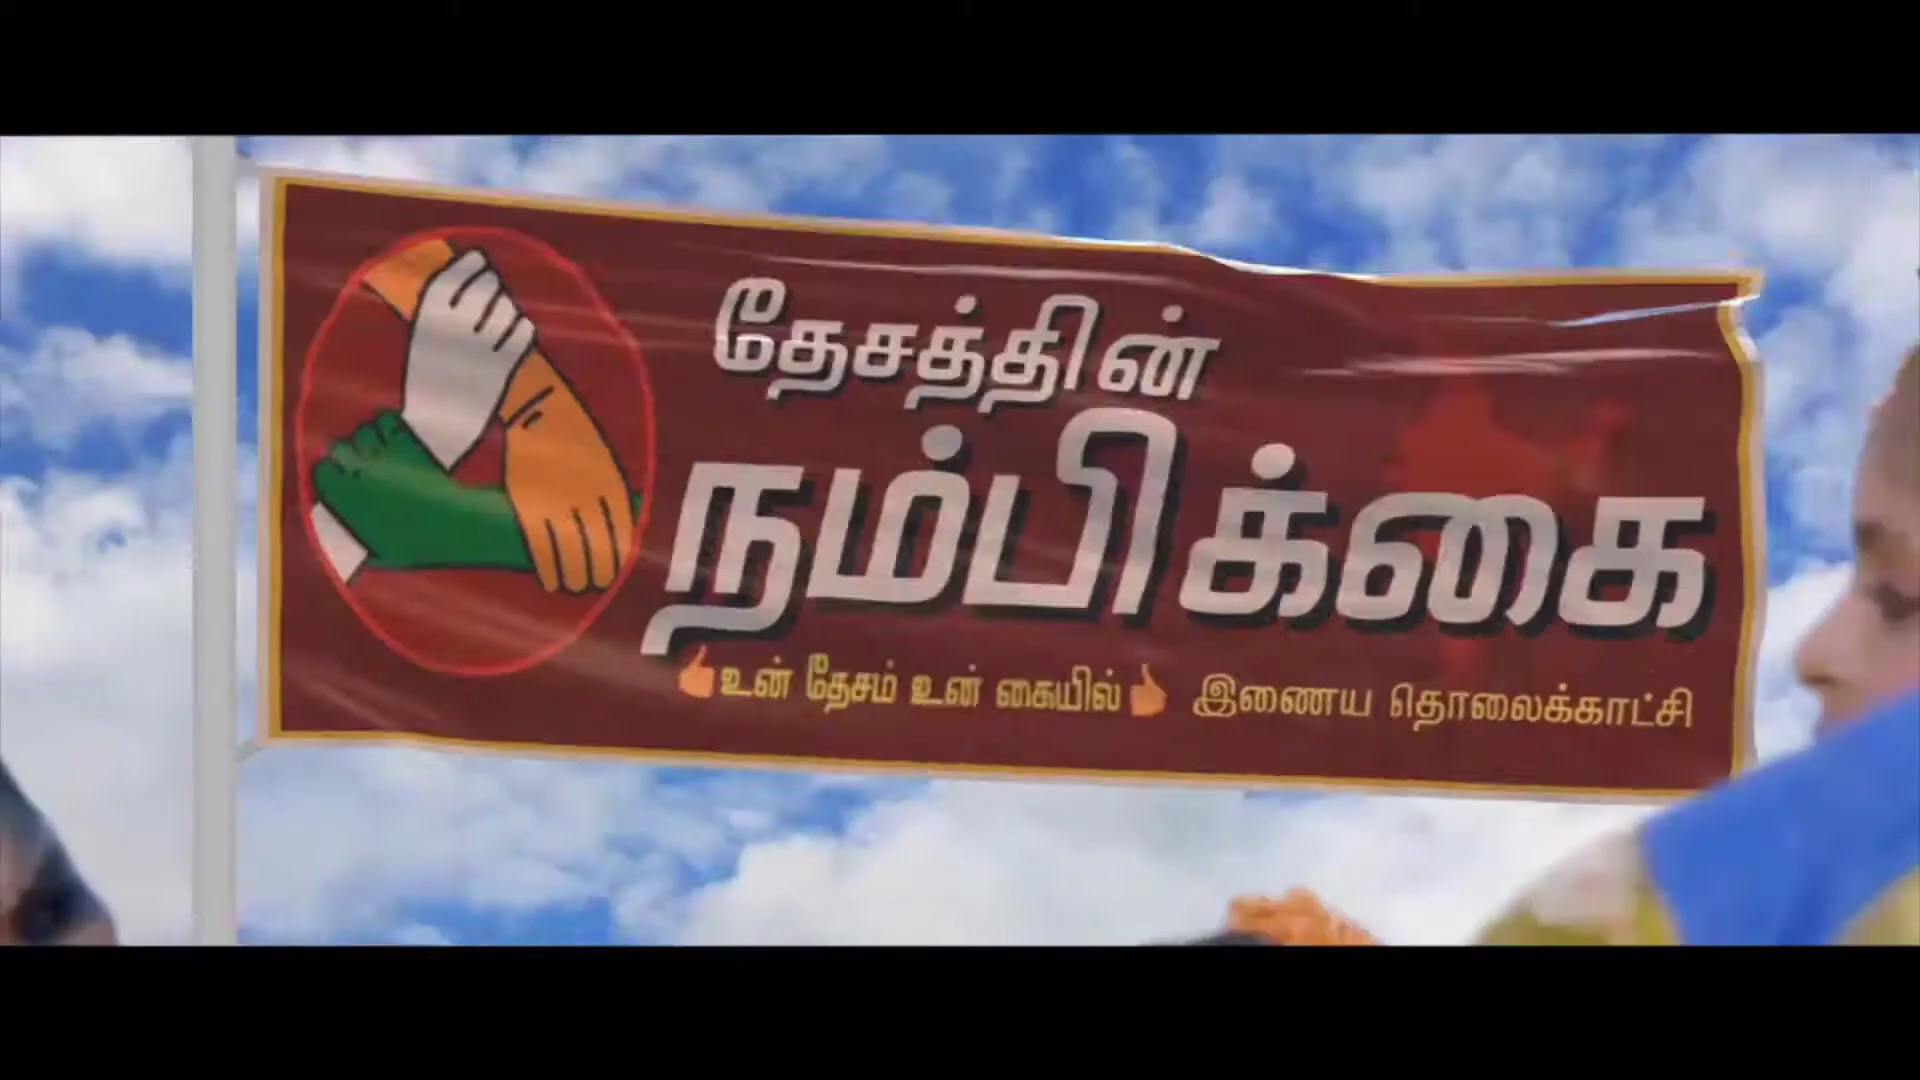 தேசத்தின்
நம்பிக்கை
உன் தேசம் உன் கையில் இணைய தொலைக்காட்சி